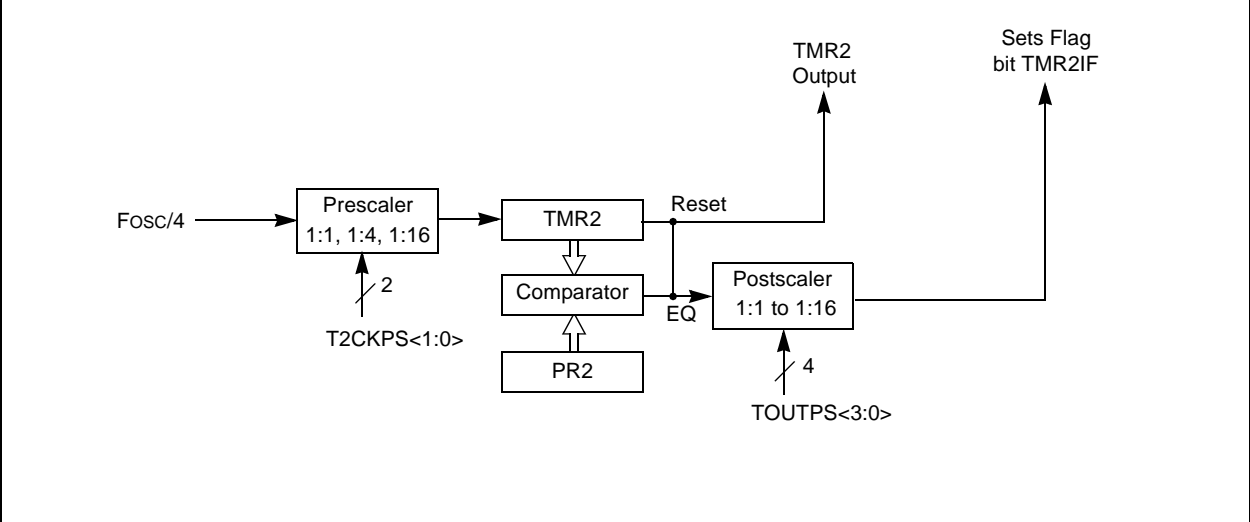 TMR2
Output
Sets Flag
bit TMR2IF
FOSC/4
Prescaler
1:1, 1:4, 1:16
2
T2CKPS<1:0>
TMR2
Reset
Comparator
EQ
PR2
Postscaler
1:1 to 1:16
4
TOUTPS<3:0>